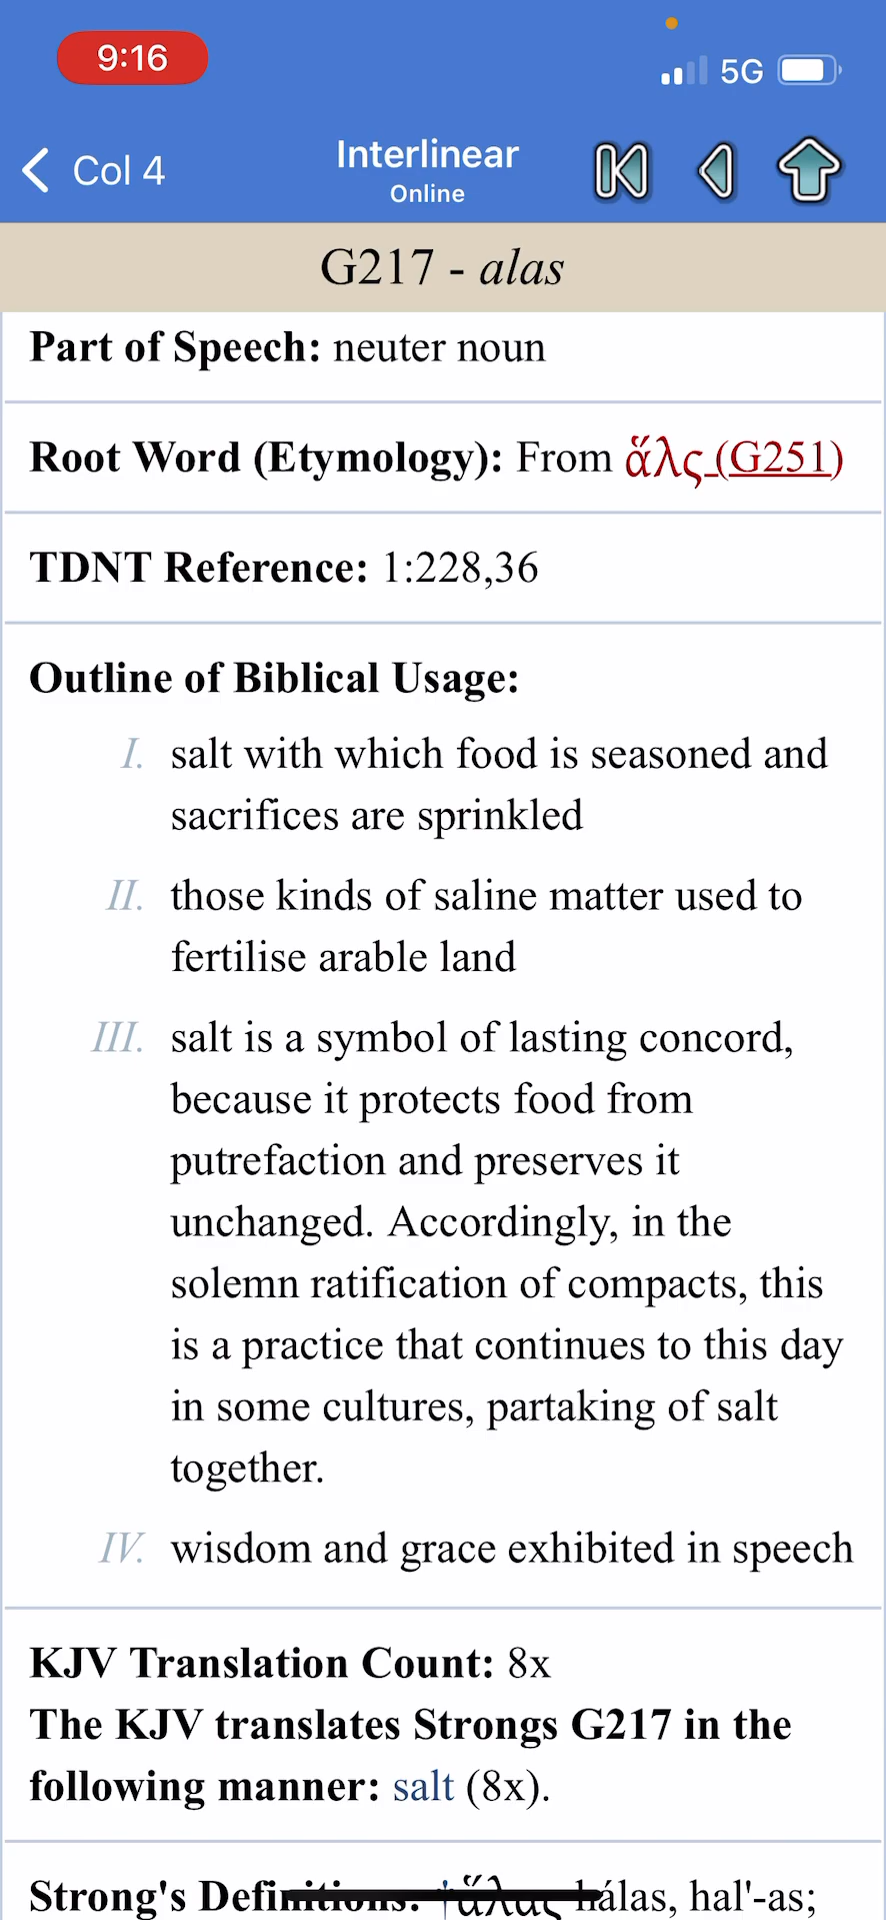 9:16
5G
Col 4
Interlinear
Online
G217 - alas
Part of Speech: neuter noun
Root Word (Etymology): From ἅλς (G251)
TDNT Reference: 1:228,36
Outline of Biblical Usage:
I. salt with which food is seasoned and
sacrifices are sprinkled
II. those kinds of saline matter used to
fertilise arable land
III. salt is a symbol of lasting concord,
because it protects food from
putrefaction and preserves it
unchanged. Accordingly, in the
solemn ratification of compacts, this
is a practice that continues to this day
in some cultures, partaking of salt
together.
IV. wisdom and grace exhibited in speech
KJV Translation Count: 8x
The KJV translates Strongs G217 in the
following manner: salt (8x).
Strong's Definitions: † ἅλας hálas, hal'-as;